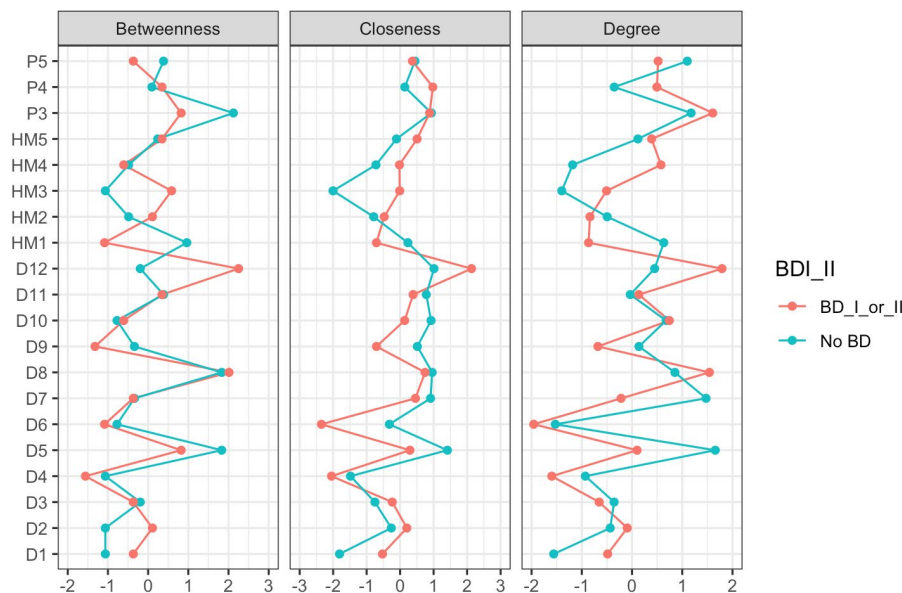 Betweenness Closeness Degree
P5
P4
P3
HM5
HM4
HM3
HM2
HM1
D12
D11
D10
D9
D8
D7
D6
D5
D4
D3
D2
D1
-2 -1 0 1 2 3 -3 -2 -1 0 1 2 3 -2 -1 0 1 2
BDI_II
BD_I_or_II
No BD